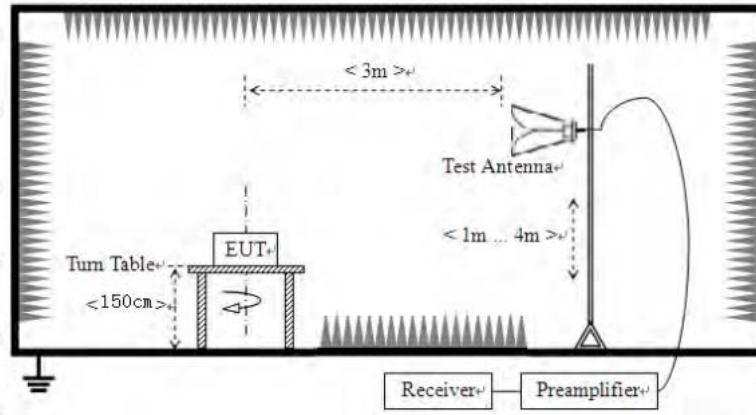 < 3m >
Test Antenna
< 1m ... 4m >
EUT
Turn Table
<150cm>
Receiver
Preamplifier